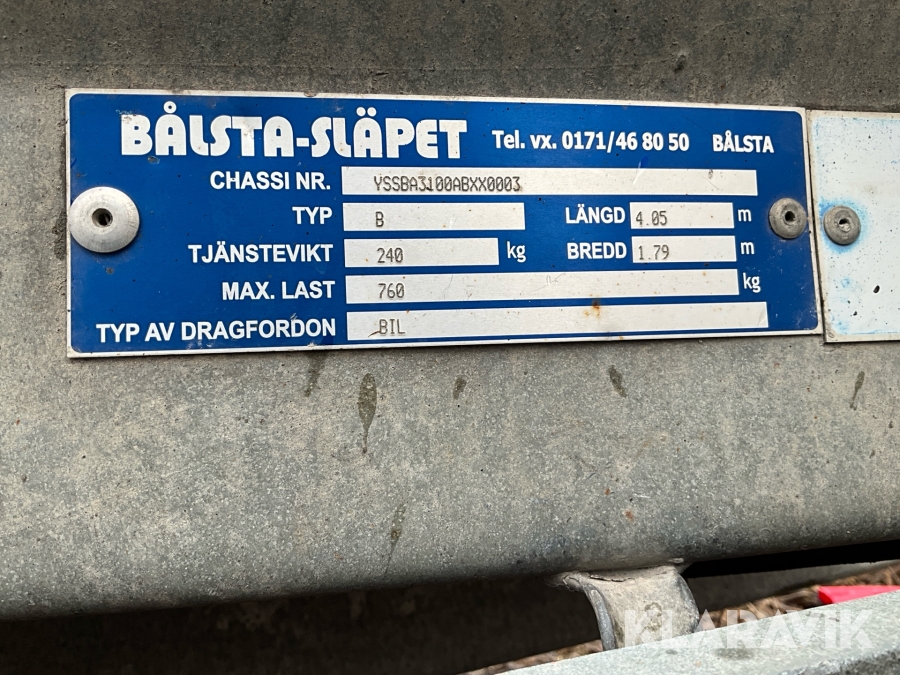 BÅLSTA-SLÄPET Tel. vx. 0171/46 80 50 BÅLSTA
CHASSI NR. YSSBA3100ABXX0003
TYP B LÄNGD 4.05 m
TJÄNSTEVIKT 240 kg BREDD 1.79 m
MAX. LAST 760 kg
TYP AV DRAGFORDON BIL
KLARAVIK